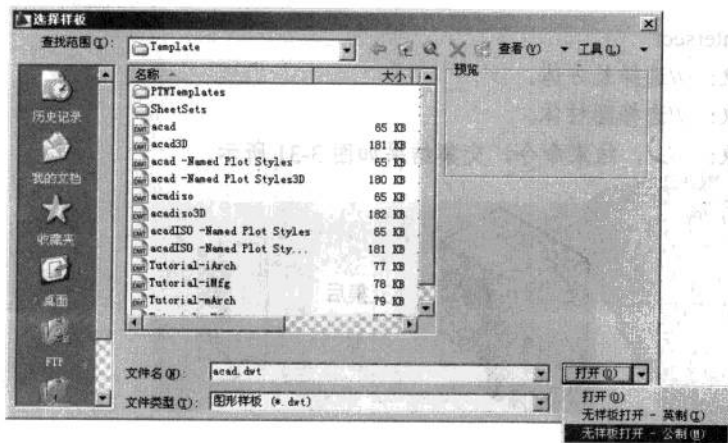 选择样板
查找范围(I): Template 查看(V) 工具(L)
名称 大小 预览
PTWTemplates
SheetSets
acad 65 KB
acad3D 181 KB
acad -Named Plot Styles 65 KB
acad -Named Plot Styles3D 180 KB
acadiso 65 KB
acadiso3D 182 KB
acadISO -Named Plot Styles 65 KB
acadISO -Named Plot Sty... 181 KB
Tutorial-iArch 77 KB
Tutorial-iMfg 78 KB
Tutorial-mArch 79 KB
历史记录
我的文档
收藏夹
桌面
FTP
文件名(N): acad.dwt 打开(O)
文件类型(T): 图形样板 (*.dwt)
打开(O)
无样板打开 - 英制(I)
无样板打开 - 公制(M)